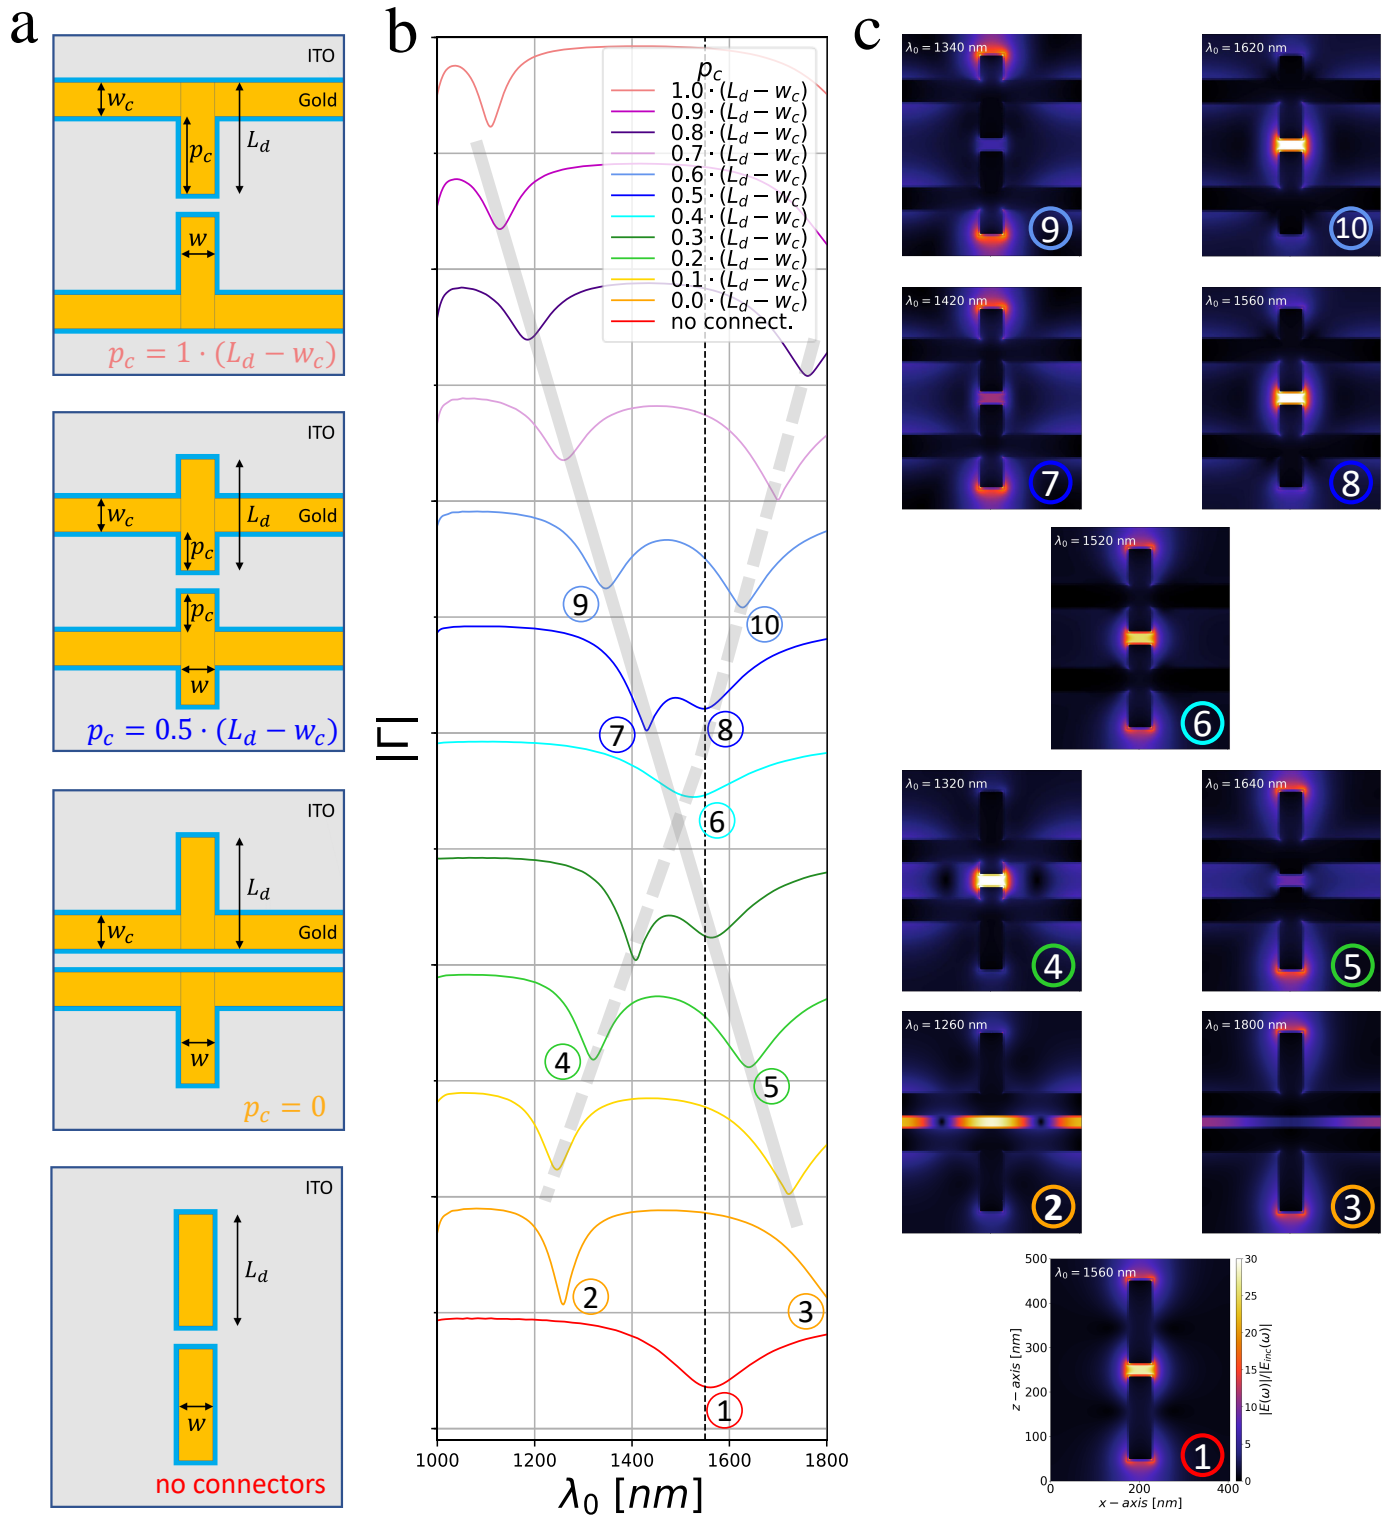 a
ITO
w_c
Gold
p_c
L_d
w
p_c = 1 · (L_d − w_c)
ITO
w_c
L_d
Gold
p_c
p_c
w
p_c = 0.5 · (L_d − w_c)
ITO
L_d
w_c
Gold
w
p_c = 0
ITO
L_d
w
no connectors
b
p_c
1.0·(L_d − w_c)
0.9·(L_d − w_c)
0.8·(L_d − w_c)
0.7·(L_d − w_c)
0.6·(L_d − w_c)
0.5·(L_d − w_c)
0.4·(L_d − w_c)
0.3·(L_d − w_c)
0.2·(L_d − w_c)
0.1·(L_d − w_c)
0.0·(L_d − w_c)
no connect.
9
10
7
8
6
4
5
2
3
1
|Γ|
1000 1200 1400 1600 1800
λ_0 [nm]
c
λ_0 = 1340 nm
9
λ_0 = 1620 nm
10
λ_0 = 1420 nm
7
λ_0 = 1560 nm
8
λ_0 = 1520 nm
6
λ_0 = 1320 nm
4
λ_0 = 1640 nm
5
λ_0 = 1260 nm
2
λ_0 = 1800 nm
3
λ_0 = 1560 nm
1
500
400
300
200
100
0
z − axis [nm]
0 200 400
x − axis [nm]
30
25
20
15
10
5
0
|E(ω)|/|E_inc(ω)|